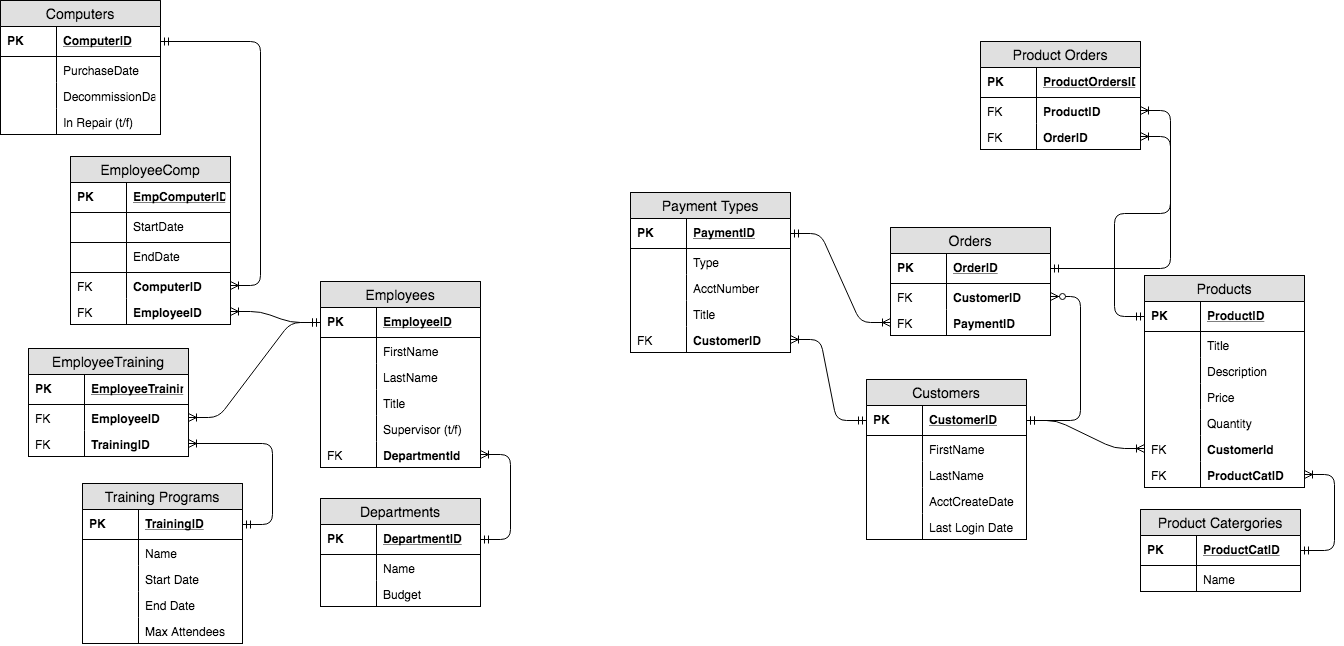 Computers
PK ComputerID
PurchaseDate
DecommissionDa
In Repair (t/f)
EmployeeComp
PK EmpComputerID
StartDate
EndDate
FK ComputerID
FK EmployeeID
EmployeeTraining
PK EmployeeTrainin
FK EmployeeID
FK TrainingID
Training Programs
PK TrainingID
Name
Start Date
End Date
Max Attendees
Employees
PK EmployeeID
FirstName
LastName
Title
Supervisor (t/f)
FK DepartmentId
Departments
PK DepartmentID
Name
Budget
Payment Types
PK PaymentID
Type
AcctNumber
Title
FK CustomerID
Orders
PK OrderID
FK CustomerID
FK PaymentID
Customers
PK CustomerID
FirstName
LastName
AcctCreateDate
Last Login Date
Product Orders
PK ProductOrdersID
FK ProductID
FK OrderID
Products
PK ProductID
Title
Description
Price
Quantity
FK CustomerId
FK ProductCatID
Product Catergories
PK ProductCatID
Name